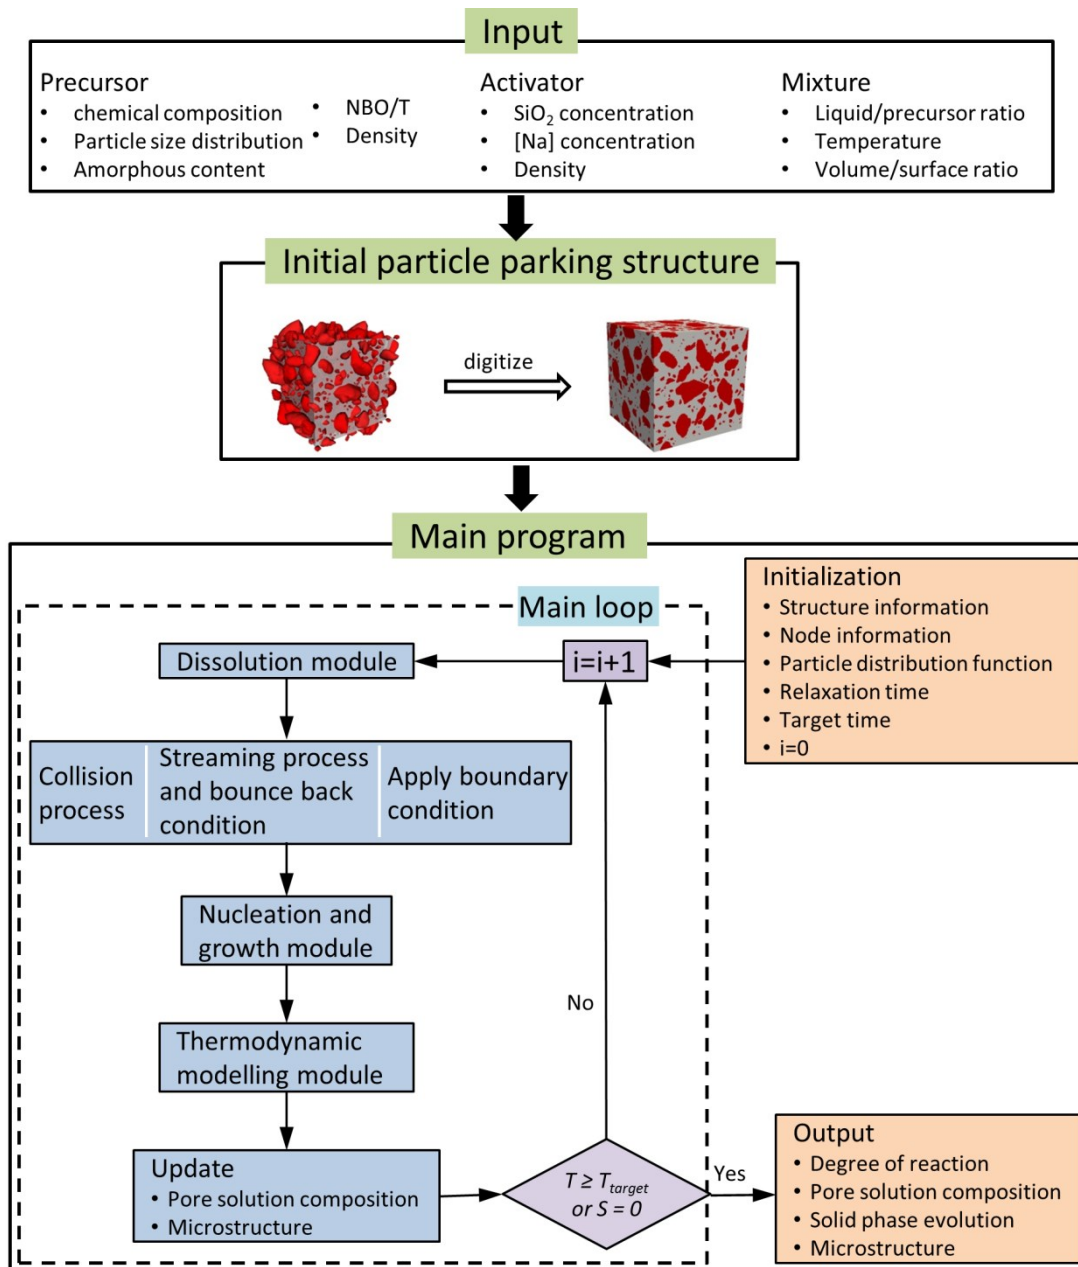 Input
Precursor
• chemical composition
• Particle size distribution
• Amorphous content
• NBO/T
• Density
Activator
• SiO₂ concentration
• [Na] concentration
• Density
Mixture
• Liquid/precursor ratio
• Temperature
• Volume/surface ratio
Initial particle parking structure
digitize
Main program
Initialization
• Structure information
• Node information
• Particle distribution function
• Relaxation time
• Target time
• i=0
Main loop
i=i+1
Dissolution module
Collision
process
Streaming process
and bounce back
condition
Apply boundary
condition
Nucleation and
growth module
Thermodynamic
modelling module
Update
• Pore solution composition
• Microstructure
T ≥ T_target
or S = 0
No
Yes
Output
• Degree of reaction
• Pore solution composition
• Solid phase evolution
• Microstructure